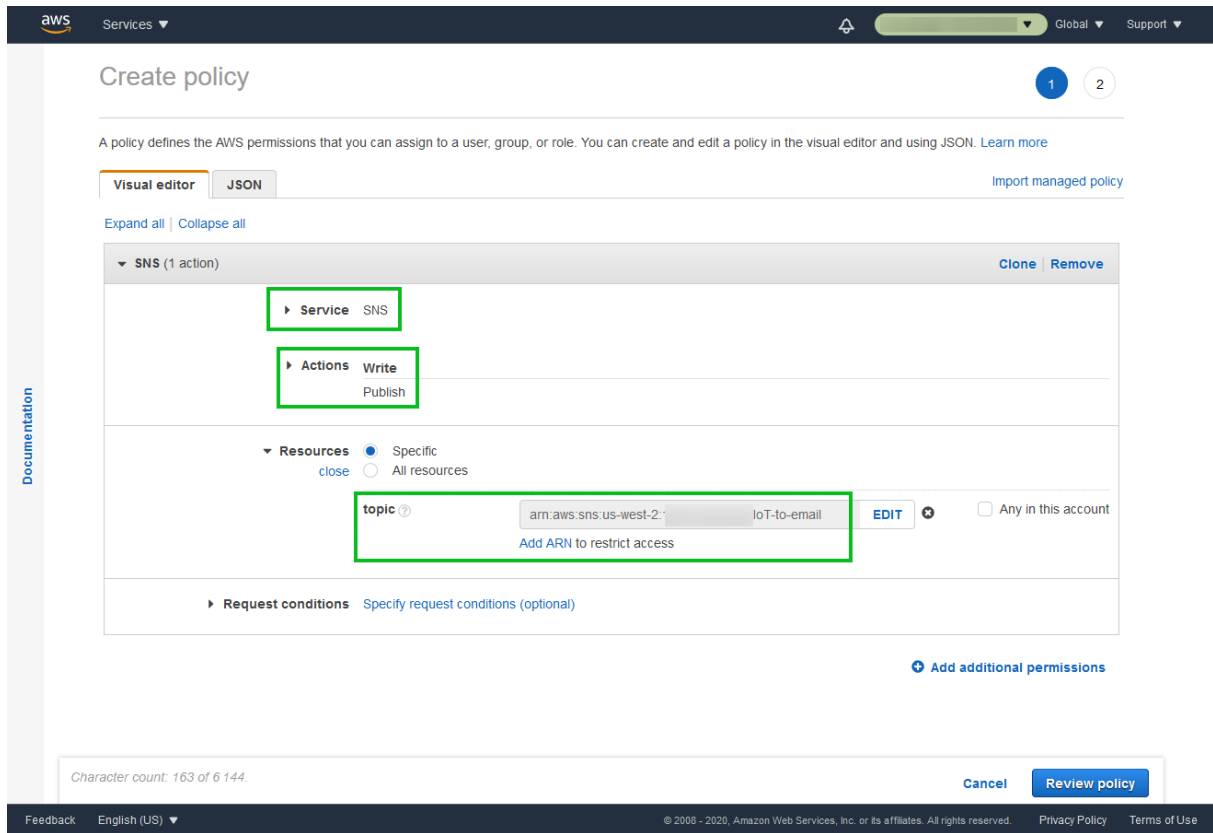 aws Services Global Support
Create policy
1 2
A policy defines the AWS permissions that you can assign to a user, group, or role. You can create and edit a policy in the visual editor and using JSON. Learn more
Visual editor JSON Import managed policy
Expand all Collapse all
SNS (1 action) Clone Remove
Service SNS
Actions Write
Publish
Resources Specific
close All resources
topic ? arn:aws:sns:us-west-2: IoT-to-email EDIT Any in this account
Add ARN to restrict access
Request conditions Specify request conditions (optional)
Add additional permissions
Documentation
Character count: 163 of 6 144.
Cancel Review policy
Feedback English (US) © 2008 - 2020, Amazon Web Services, Inc. or its affiliates. All rights reserved. Privacy Policy Terms of Use